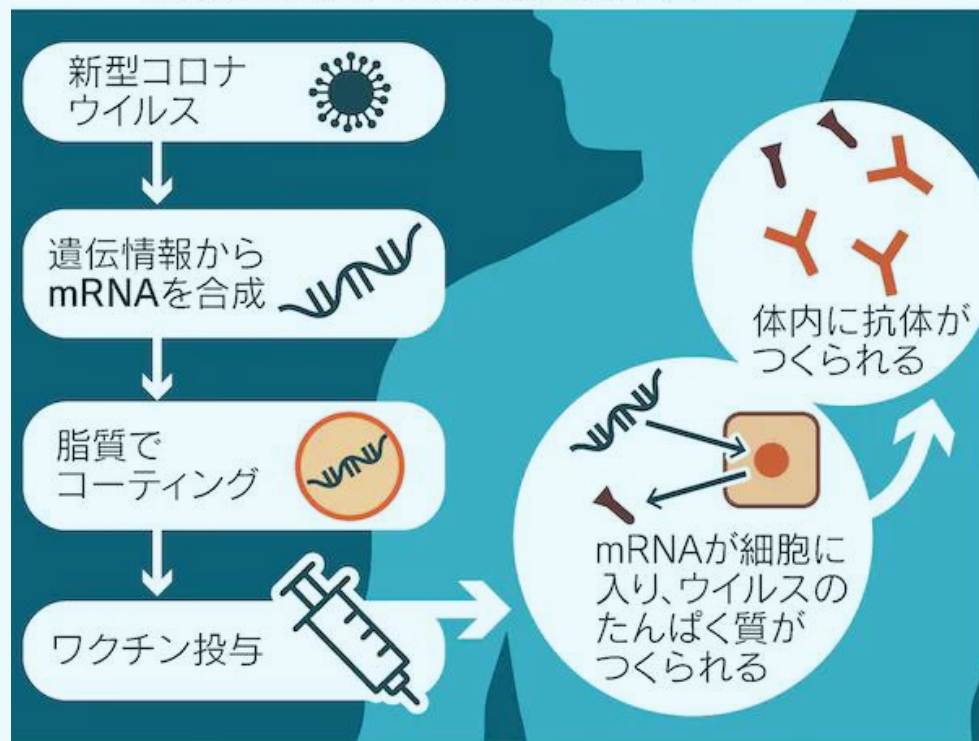 新型コロナ
ウイルス
遺伝情報から
mRNAを合成
脂質で
コーティング
ワクチン投与
mRNAが細胞に
入り、ウイルスの
たんぱく質が
つくられる
体内に抗体が
つくられる